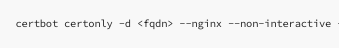 certbot certonly -d <fqdn> --nginx --non-interactive -